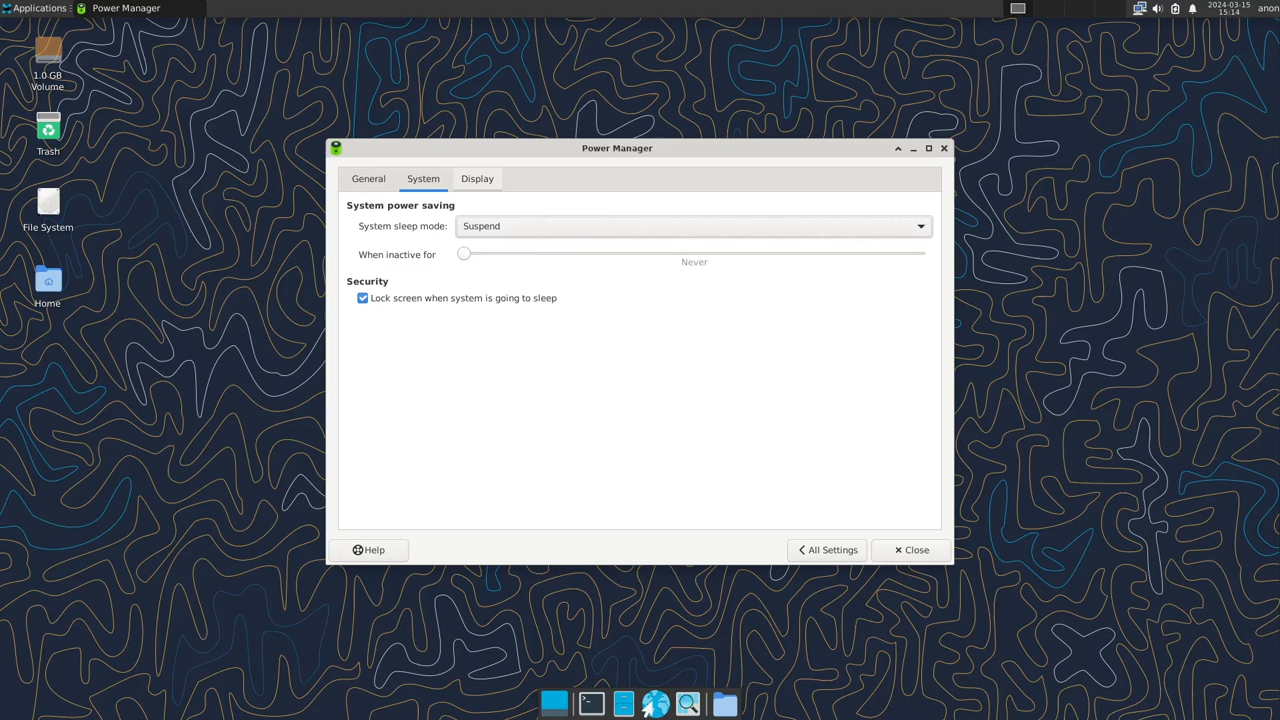 Applications
Power Manager
2024-03-15
15:14
anon
1.0 GB
Volume
Trash
File System
Home
Power Manager
General
System
Display
System power saving
System sleep mode:
Suspend
When inactive for
Never
Security
Lock screen when system is going to sleep
Help
All Settings
Close